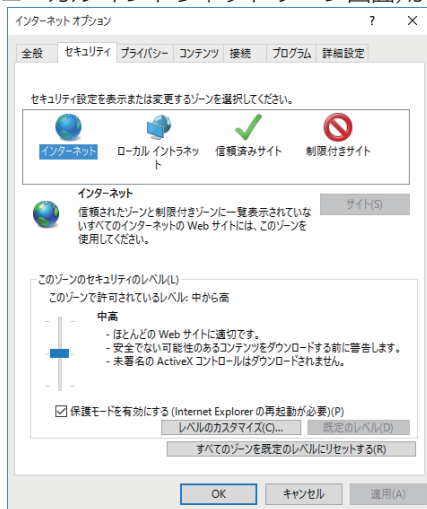 インターネット オプション ? ×
全般 セキュリティ プライバシー コンテンツ 接続 プログラム 詳細設定
セキュリティ設定を表示または変更するゾーンを選択してください。
インターネット ローカル イントラネット 信頼済みサイト 制限付きサイト
インターネット
信頼されたゾーンと制限付きゾーンに一覧表示されていな
いすべてのインターネットの Web サイトには、このゾーンを
使用してください。
サイト(S)
このゾーンのセキュリティのレベル(L)
このゾーンで許可されているレベル: 中から高
中高
- ほとんどの Web サイトに適切です。
- 安全でない可能性のあるコンテンツをダウンロードする前に警告します。
- 未署名の ActiveX コントロールはダウンロードされません。
保護モードを有効にする (Internet Explorer の再起動が必要)(P)
レベルのカスタマイズ(C)... 既定のレベル(D)
すべてのゾーンを既定のレベルにリセットする(R)
OK キャンセル 適用(A)